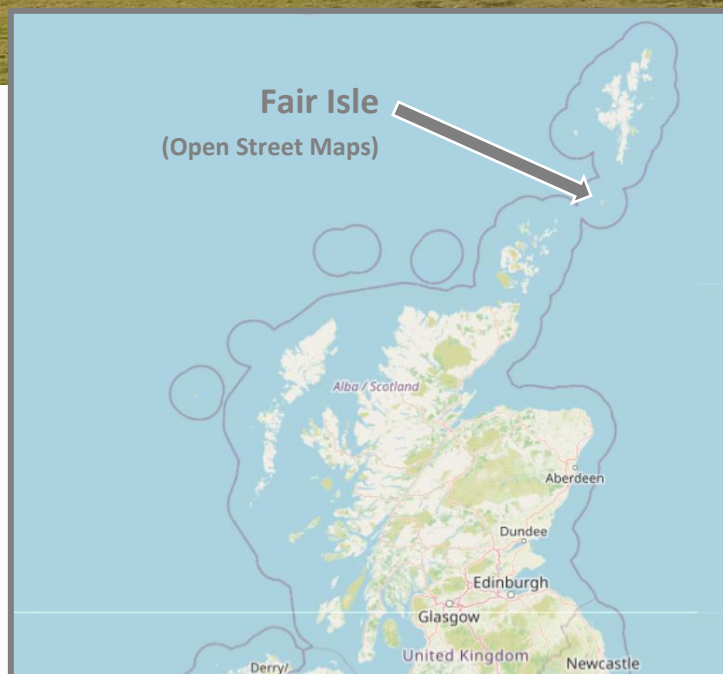 Fair Isle
(Open Street Maps)
Alba / Scotland
Aberdeen
Dundee
Edinburgh
Glasgow
United Kingdom
Newcastle
Derry/